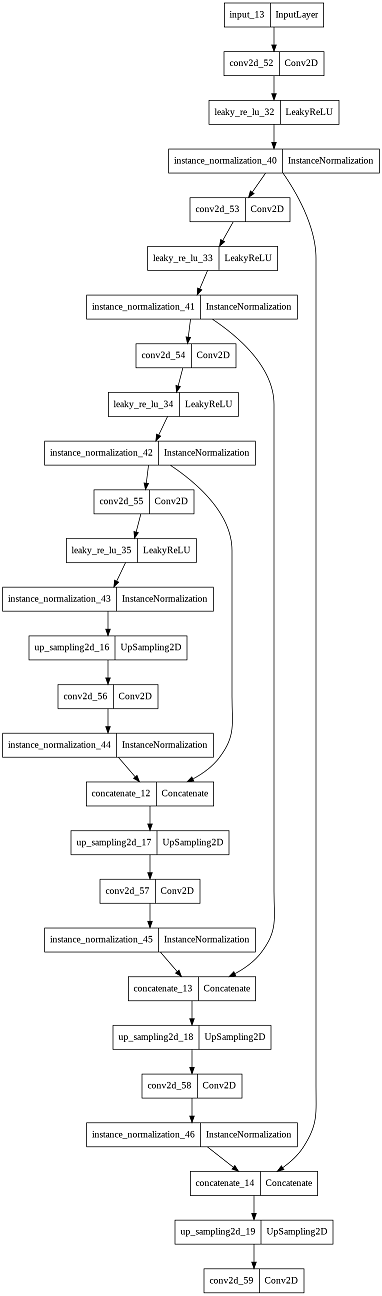 input_13 InputLayer
conv2d_52 Conv2D
leaky_re_lu_32 LeakyReLU
instance_normalization_40 InstanceNormalization
conv2d_53 Conv2D
leaky_re_lu_33 LeakyReLU
instance_normalization_41 InstanceNormalization
conv2d_54 Conv2D
leaky_re_lu_34 LeakyReLU
instance_normalization_42 InstanceNormalization
conv2d_55 Conv2D
leaky_re_lu_35 LeakyReLU
instance_normalization_43 InstanceNormalization
up_sampling2d_16 UpSampling2D
conv2d_56 Conv2D
instance_normalization_44 InstanceNormalization
concatenate_12 Concatenate
up_sampling2d_17 UpSampling2D
conv2d_57 Conv2D
instance_normalization_45 InstanceNormalization
concatenate_13 Concatenate
up_sampling2d_18 UpSampling2D
conv2d_58 Conv2D
instance_normalization_46 InstanceNormalization
concatenate_14 Concatenate
up_sampling2d_19 UpSampling2D
conv2d_59 Conv2D